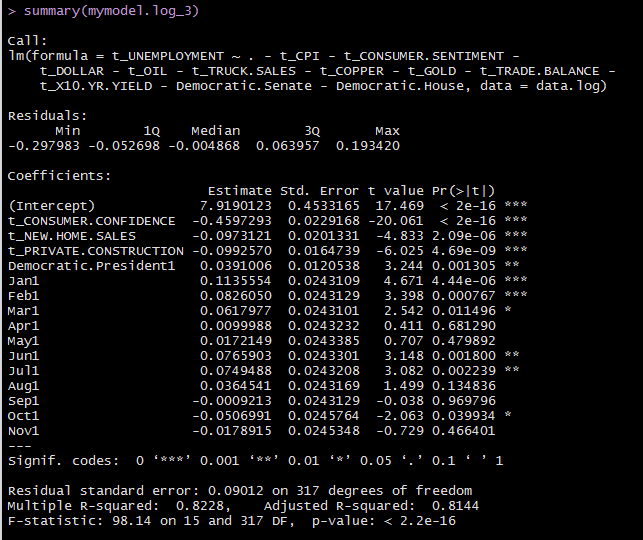 > summary(mymodel.log_3)
Call:
lm(formula = t_UNEMPLOYMENT ~ . - t_CPI - t_CONSUMER.SENTIMENT -
t_DOLLAR - t_OIL - t_TRUCK.SALES - t_COPPER - t_GOLD - t_TRADE.BALANCE -
t_X10.YR.YIELD - Democratic.Senate - Democratic.House, data = data.log)
Residuals:
Min 1Q Median 3Q Max
-0.297983 -0.052698 -0.004868 0.063957 0.193420
Coefficients:
Estimate Std. Error t value Pr(>|t|)
(Intercept) 7.9190123 0.4533165 17.469 < 2e-16 ***
t_CONSUMER.CONFIDENCE -0.4597293 0.0229168 -20.061 < 2e-16 ***
t_NEW.HOME.SALES -0.0973121 0.0201331 -4.833 2.09e-06 ***
t_PRIVATE.CONSTRUCTION -0.0992570 0.0164739 -6.025 4.69e-09 ***
Democratic.President1 0.0391006 0.0120538 3.244 0.001305 **
Jan1 0.1135554 0.0243109 4.671 4.44e-06 ***
Feb1 0.0826050 0.0243129 3.398 0.000767 ***
Mar1 0.0617977 0.0243101 2.542 0.011496 *
Apr1 0.0099988 0.0243232 0.411 0.681290
May1 0.0172149 0.0243385 0.707 0.479892
Jun1 0.0765903 0.0243301 3.148 0.001800 **
Jul1 0.0749488 0.0243208 3.082 0.002239 **
Aug1 0.0364541 0.0243169 1.499 0.134836
Sep1 -0.0009213 0.0243129 -0.038 0.969796
Oct1 -0.0506991 0.0245764 -2.063 0.039934 *
Nov1 -0.0178915 0.0245348 -0.729 0.466401
---
Signif. codes: 0 ‘***’ 0.001 ‘**’ 0.01 ‘*’ 0.05 ‘.’ 0.1 ‘ ’ 1
Residual standard error: 0.09012 on 317 degrees of freedom
Multiple R-squared: 0.8228, Adjusted R-squared: 0.8144
F-statistic: 98.14 on 15 and 317 DF, p-value: < 2.2e-16